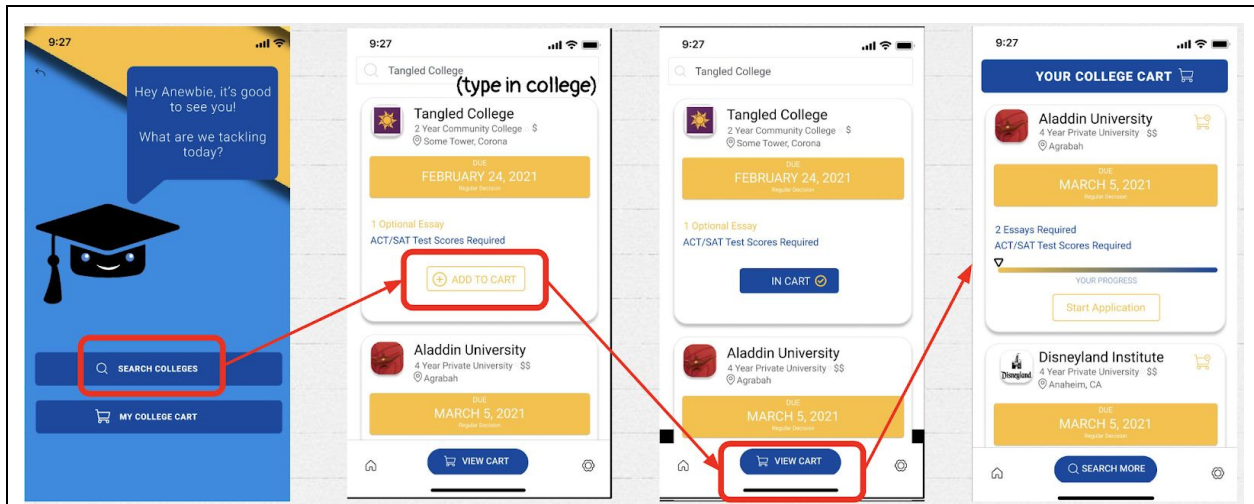 9:27
Hey Anewbie, it's good
to see you!
What are we tackling
today?
SEARCH COLLEGES
MY COLLEGE CART
9:27
Tangled College
(type in college)
Tangled College
2 Year Community College $
Some Tower, Corona
DUE
FEBRUARY 24, 2021
Regular Decision
1 Optional Essay
ACT/SAT Test Scores Required
ADD TO CART
Aladdin University
4 Year Private University $$
Agrabah
DUE
MARCH 5, 2021
Regular Decision
VIEW CART
9:27
Tangled College
Tangled College
2 Year Community College $
Some Tower, Corona
DUE
FEBRUARY 24, 2021
Regular Decision
1 Optional Essay
ACT/SAT Test Scores Required
IN CART
Aladdin University
4 Year Private University $$
Agrabah
DUE
MARCH 5, 2021
Regular Decision
VIEW CART
9:27
YOUR COLLEGE CART
Aladdin University
4 Year Private University $$
Agrabah
DUE
MARCH 5, 2021
Regular Decision
2 Essays Required
ACT/SAT Test Scores Required
YOUR PROGRESS
Start Application
Disneyland Institute
Disneyland
4 Year Private University $$
Anaheim, CA
DUE
MARCH 5, 2021
Regular Decision
SEARCH MORE